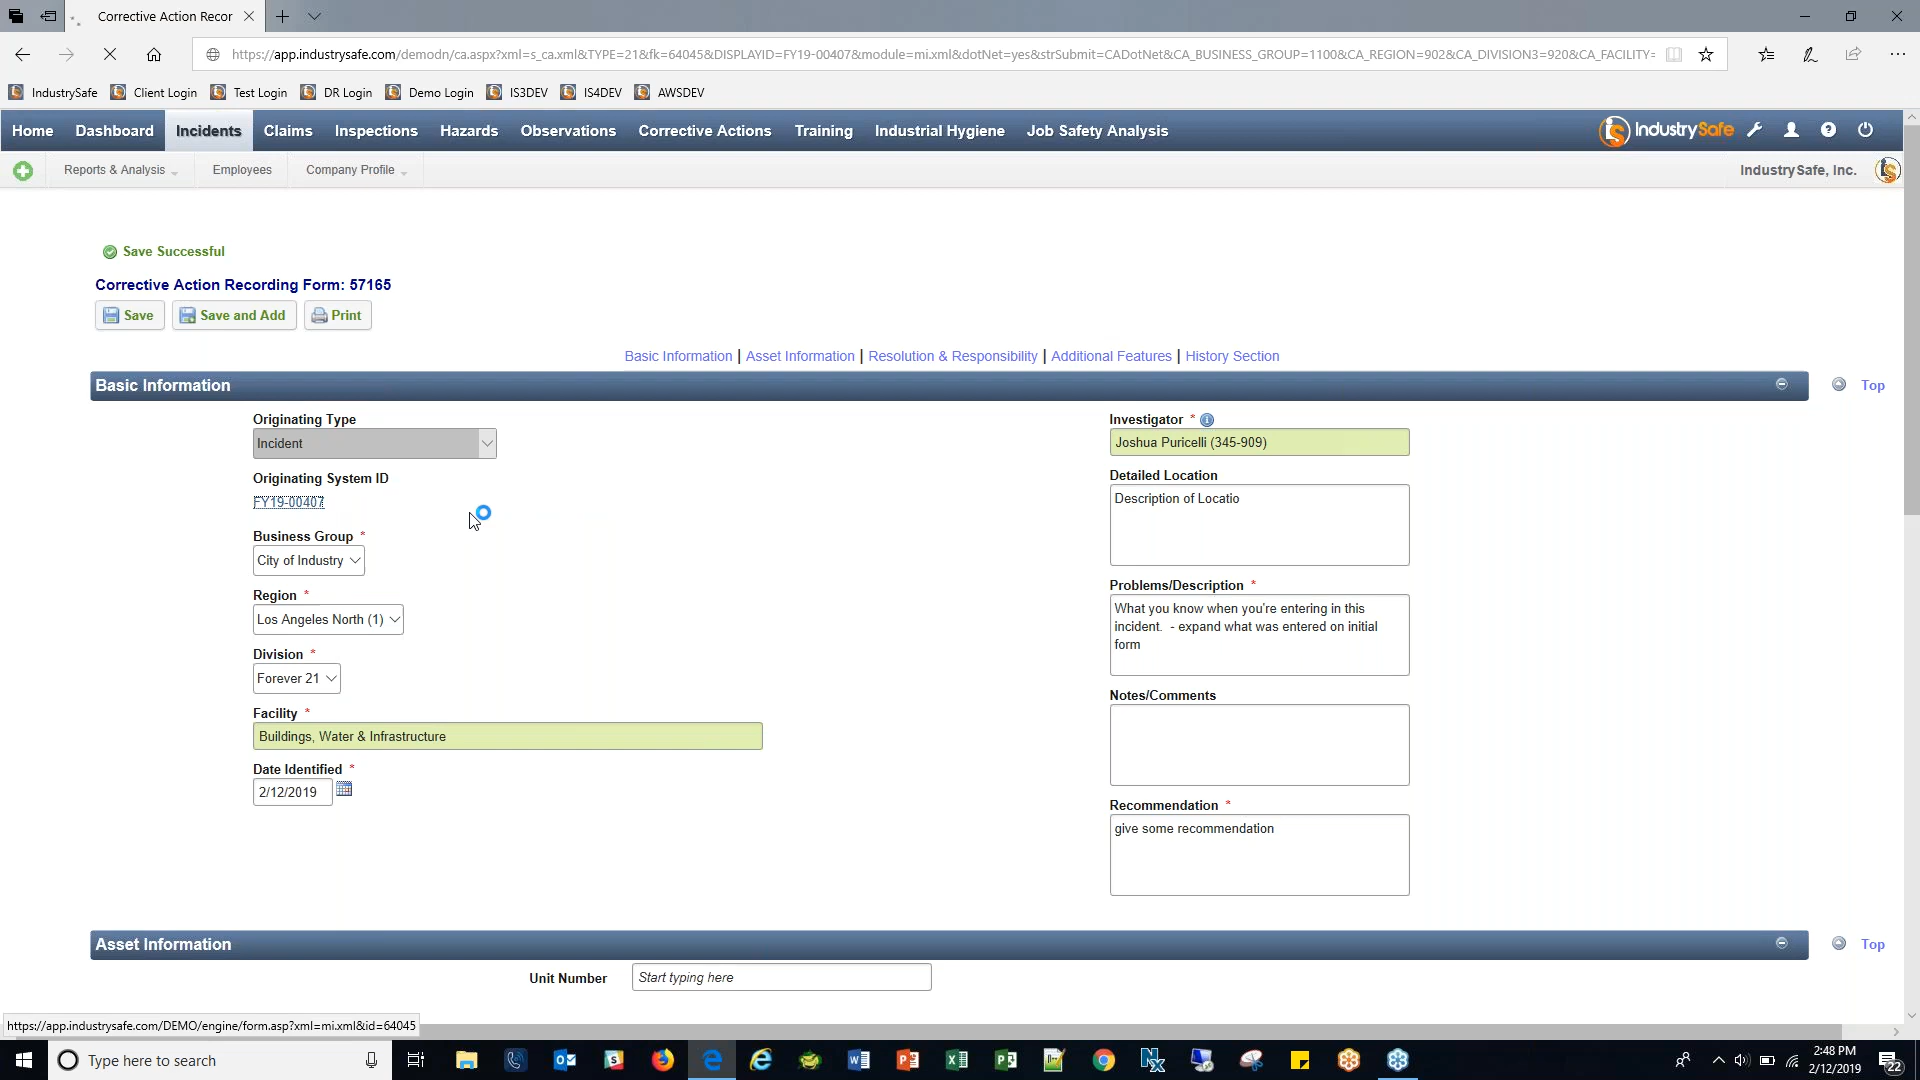 Corrective Action Recor
https://app.industrysafe.com/demodn/ca.aspx?xml=s_ca.xml&TYPE=21&fk=64045&DISPLAYID=FY19-00407&module=mi.xml&dotNet=yes&strSubmit=CADotNet&CA_BUSINESS_GROUP=1100&CA_REGION=902&CA_DIVISION3=920&CA_FACILITY=
IndustrySafe Client Login Test Login DR Login Demo Login IS3DEV IS4DEV AWSDEV
Home Dashboard Incidents Claims Inspections Hazards Observations Corrective Actions Training Industrial Hygiene Job Safety Analysis IndustrySafe
Reports & Analysis Employees Company Profile IndustrySafe, Inc.
Save Successful
Corrective Action Recording Form: 57165
Save Save and Add Print
Basic Information | Asset Information | Resolution & Responsibility | Additional Features | History Section
Basic Information Top
Originating Type
Incident
Originating System ID
FY19-00407
Business Group *
City of Industry
Region *
Los Angeles North (1)
Division *
Forever 21
Facility *
Buildings, Water & Infrastructure
Date Identified *
2/12/2019
Investigator *
Joshua Puricelli (345-909)
Detailed Location
Description of Locatio
Problems/Description *
What you know when you're entering in this
incident. - expand what was entered on initial
form
Notes/Comments
Recommendation *
give some recommendation
Asset Information Top
Unit Number Start typing here
https://app.industrysafe.com/DEMO/engine/form.asp?xml=mi.xml&id=64045
Type here to search
2:48 PM
2/12/2019
22